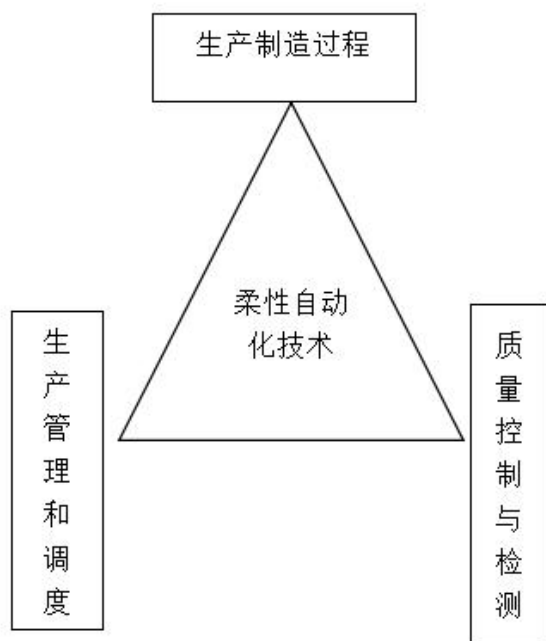 生产制造过程
柔性自动
化技术
生产管理和调度
质量控制与检测